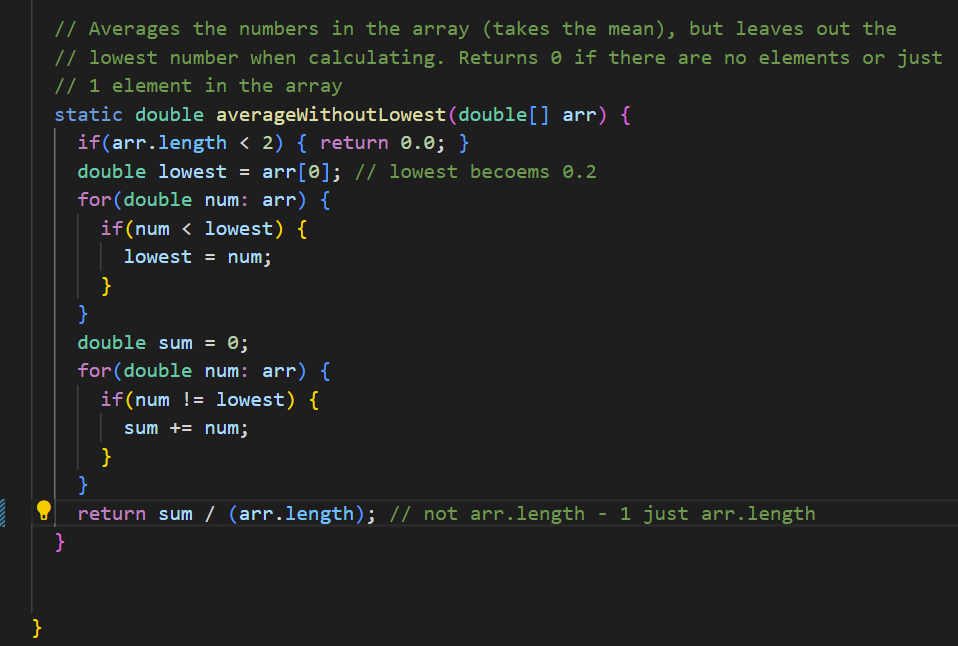 // Averages the numbers in the array (takes the mean), but leaves out the
// lowest number when calculating. Returns 0 if there are no elements or just
// 1 element in the array
static double averageWithoutLowest(double[] arr) {
  if(arr.length < 2) { return 0.0; }
  double lowest = arr[0]; // lowest becoems 0.2
  for(double num: arr) {
    if(num < lowest) {
      lowest = num;
    }
  }
  double sum = 0;
  for(double num: arr) {
    if(num != lowest) {
      sum += num;
    }
  }
  return sum / (arr.length); // not arr.length - 1 just arr.length
}
}